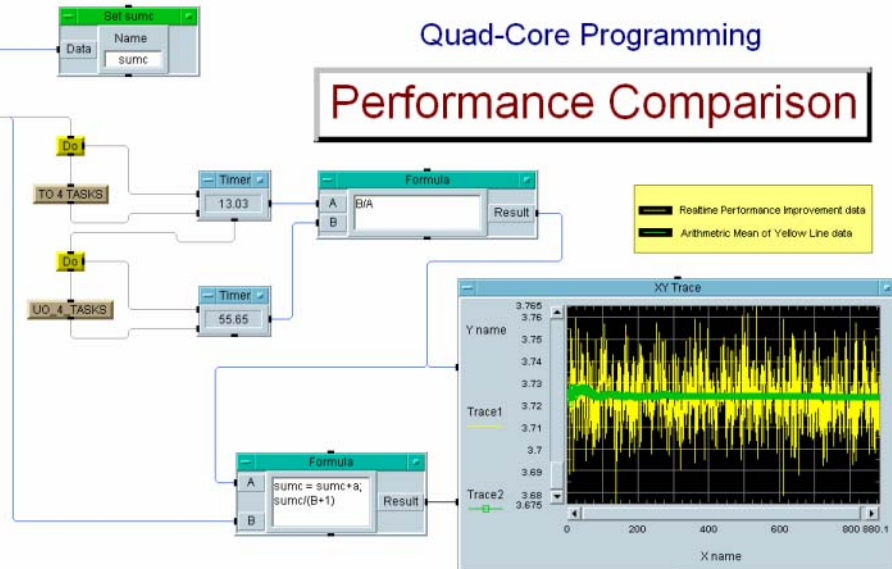 Set sumc
Data
Name
sumc
Quad-Core Programming
Performance Comparison
Do
TO 4 TASKS
Timer
13.03
Formula
A
B
B/A
Result
Realtime Performance Improvement data
Arithmetric Mean of Yellow Line data
Do
UO_4_TASKS
Timer
55.65
XY Trace
Y name
Trace1
Trace2
3.765
3.76
3.75
3.74
3.73
3.72
3.71
3.7
3.69
3.68
3.675
0
200
400
600
800 880.1
X name
Formula
A
B
sumc = sumc+a;
sumc/(B+1)
Result